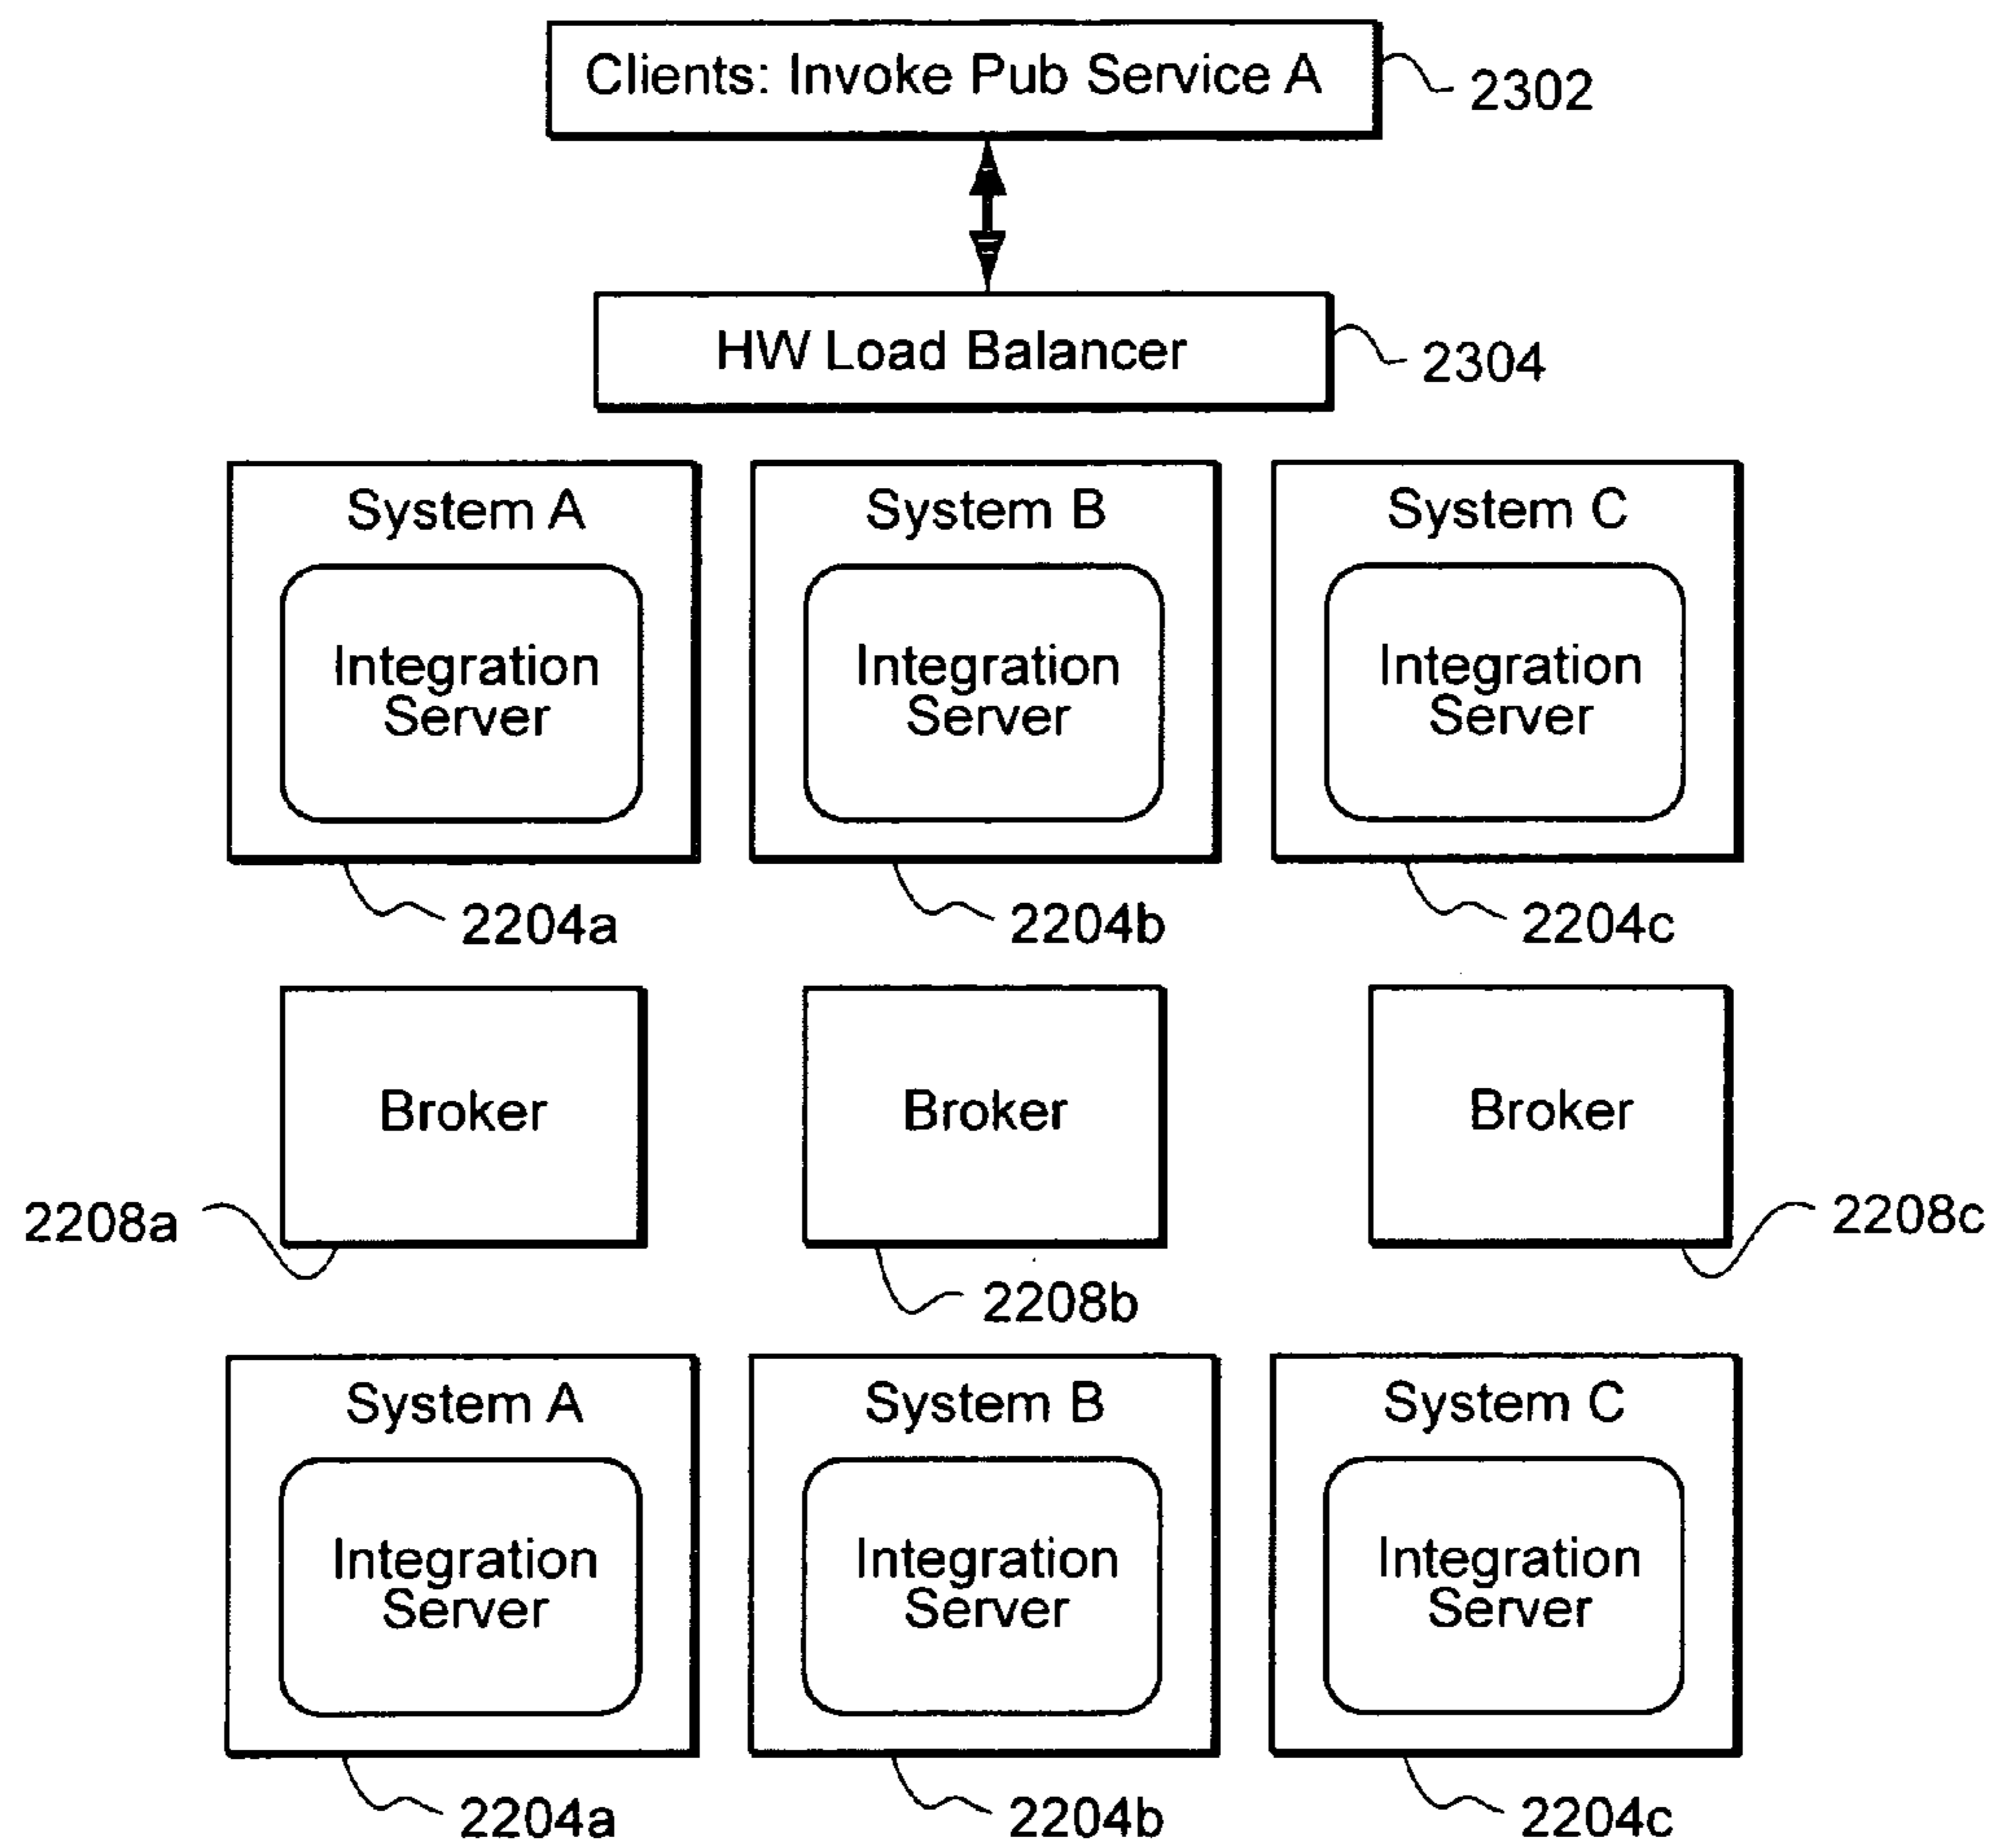 Clients: Invoke Pub Service A
2302
HW Load Balancer
2304
System A
System B
System C
Integration
Server
Integration
Server
Integration
Server
2204a
2204b
2204c
Broker
Broker
Broker
2208a
2208b
2208c
System A
System B
System C
Integration
Server
Integration
Server
Integration
Server
2204a
2204b
2204c